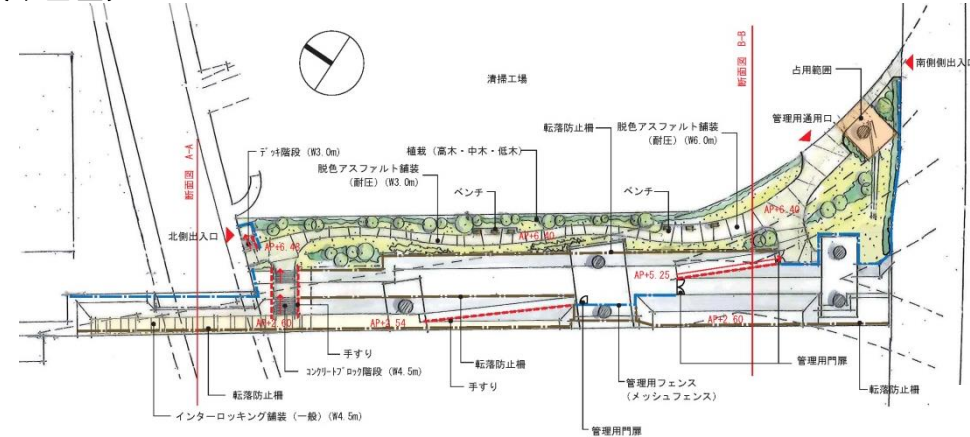 断面図 B-B
占用範囲
南側側出入口
清掃工場
管理用通用口
転落防止柵
脱色アスファルト舗装
(耐圧)(W6.0m)
断面図 A-A
デッキ階段 (W3.0m)
植栽(高木・中木・低木)
脱色アスファルト舗装
(耐圧)(W3.0m)
ベンチ
ベンチ
北側出入口
AP+6.48
AP+6.40
AP+6.40
AP+5.25
AP+2.60
AP+2.54
AP+2.60
手すり
コンクリートブロック階段 (W4.5m)
転落防止柵
手すり
管理用門扉
管理用フェンス
(メッシュフェンス)
転落防止柵
転落防止柵
インターロッキング舗装(一般)(W4.5m)
管理用門扉